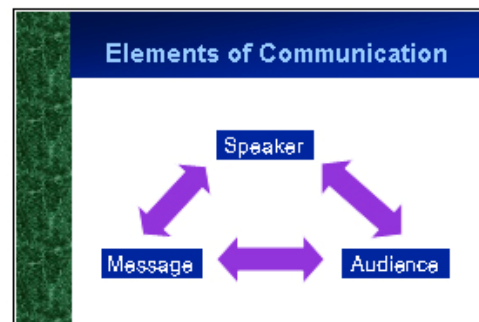 Elements of Communication
Speaker
Message
Audience